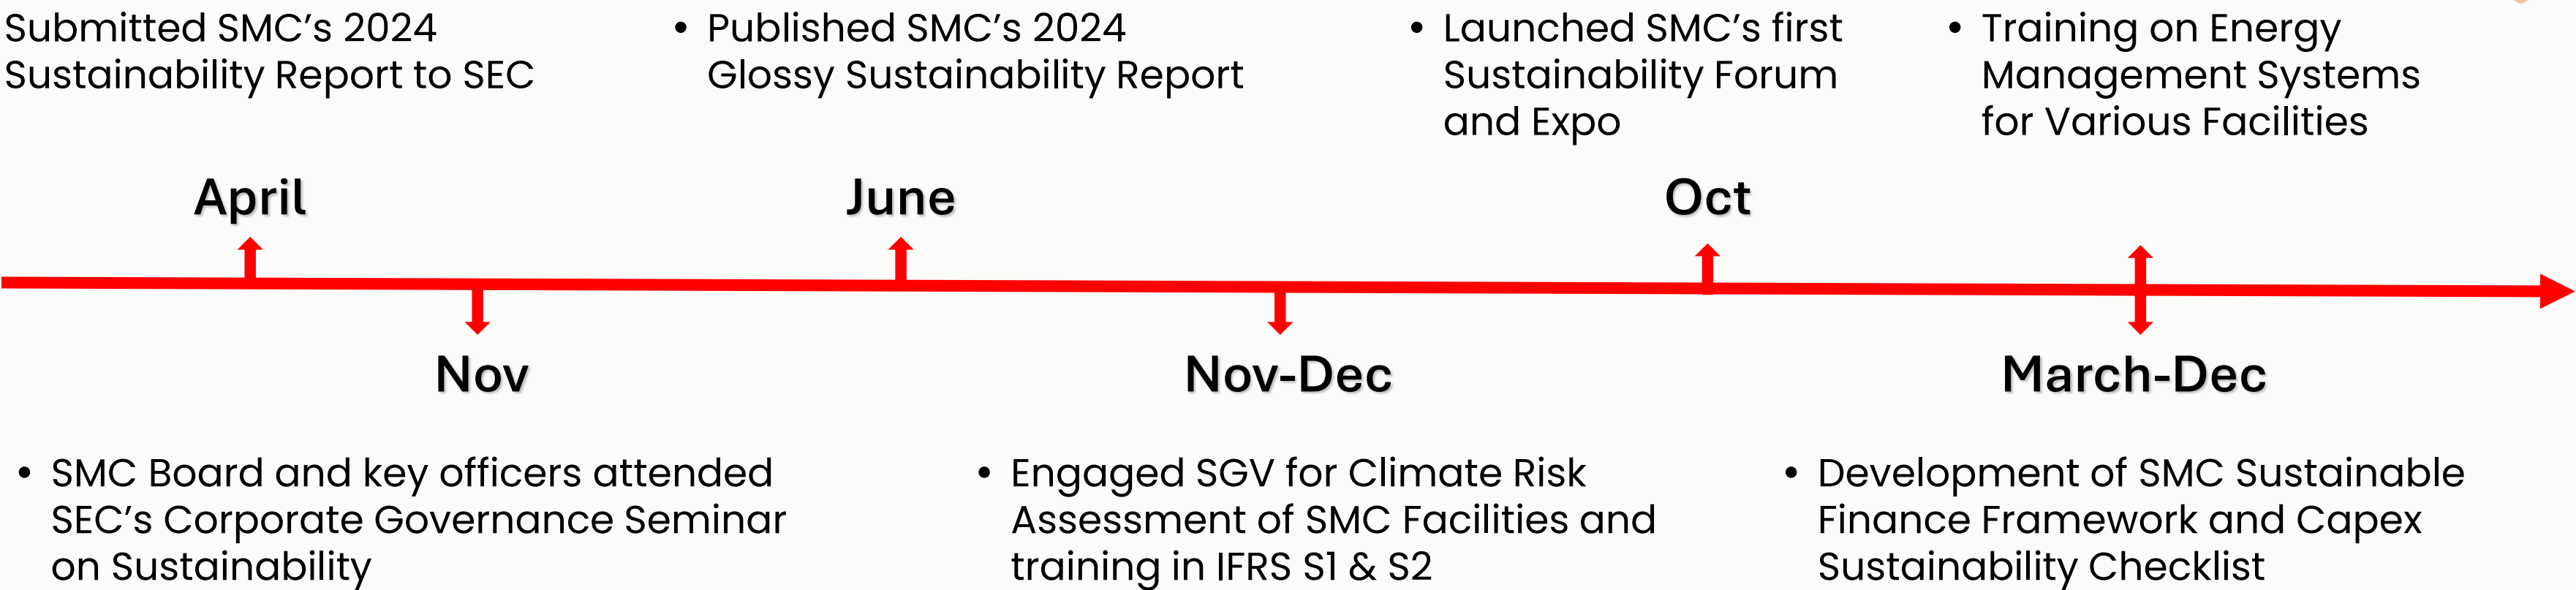 Submitted SMC's 2024
Sustainability Report to SEC
• Published SMC's 2024
Glossy Sustainability Report
• Launched SMC's first
Sustainability Forum
and Expo
• Training on Energy
Management Systems
for Various Facilities
April
June
Oct
Nov
Nov-Dec
March-Dec
• SMC Board and key officers attended
SEC's Corporate Governance Seminar
on Sustainability
• Engaged SGV for Climate Risk
Assessment of SMC Facilities and
training in IFRS S1 & S2
• Development of SMC Sustainable
Finance Framework and Capex
Sustainability Checklist